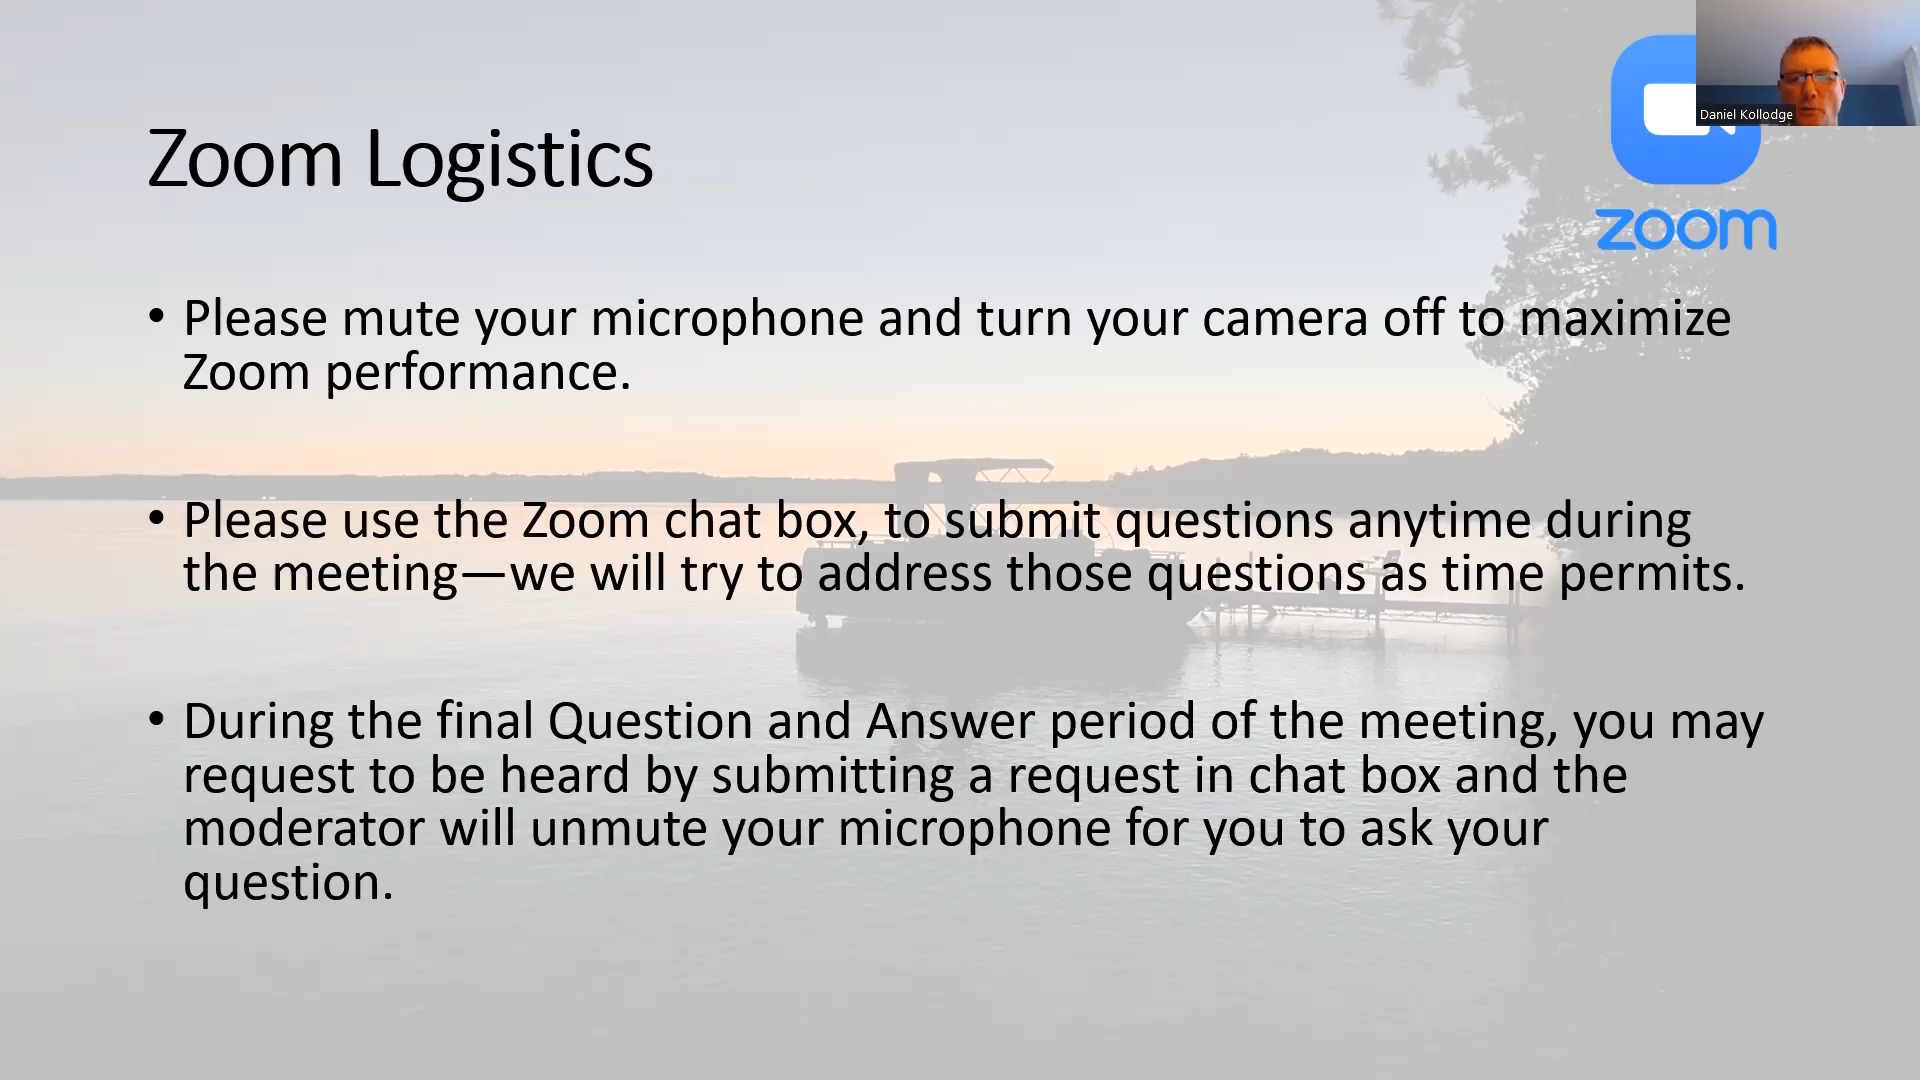 Daniel Kollodge
zoom
Zoom Logistics
• Please mute your microphone and turn your camera off to maximize
Zoom performance.
• Please use the Zoom chat box, to submit questions anytime during
the meeting—we will try to address those questions as time permits.
• During the final Question and Answer period of the meeting, you may
request to be heard by submitting a request in chat box and the
moderator will unmute your microphone for you to ask your
question.